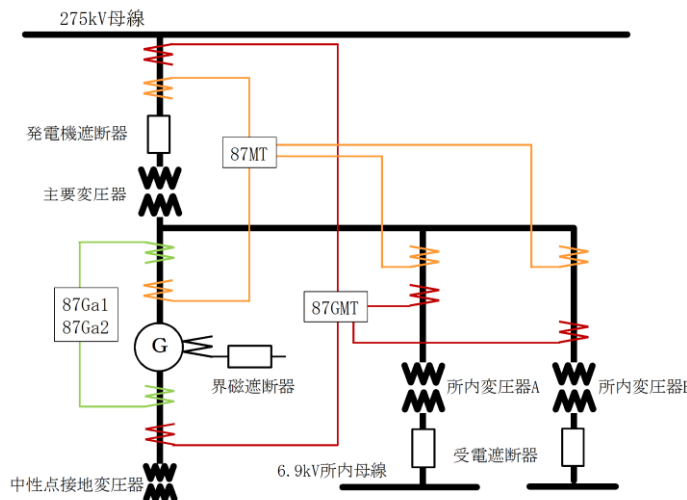 275kV母線
発電機遮断器
87MT
主要変圧器
87Ga1
87Ga2
87GMT
G
界磁遮断器
所内変圧器A
所内変圧器B
中性点接地変圧器
6.9kV所内母線
受電遮断器